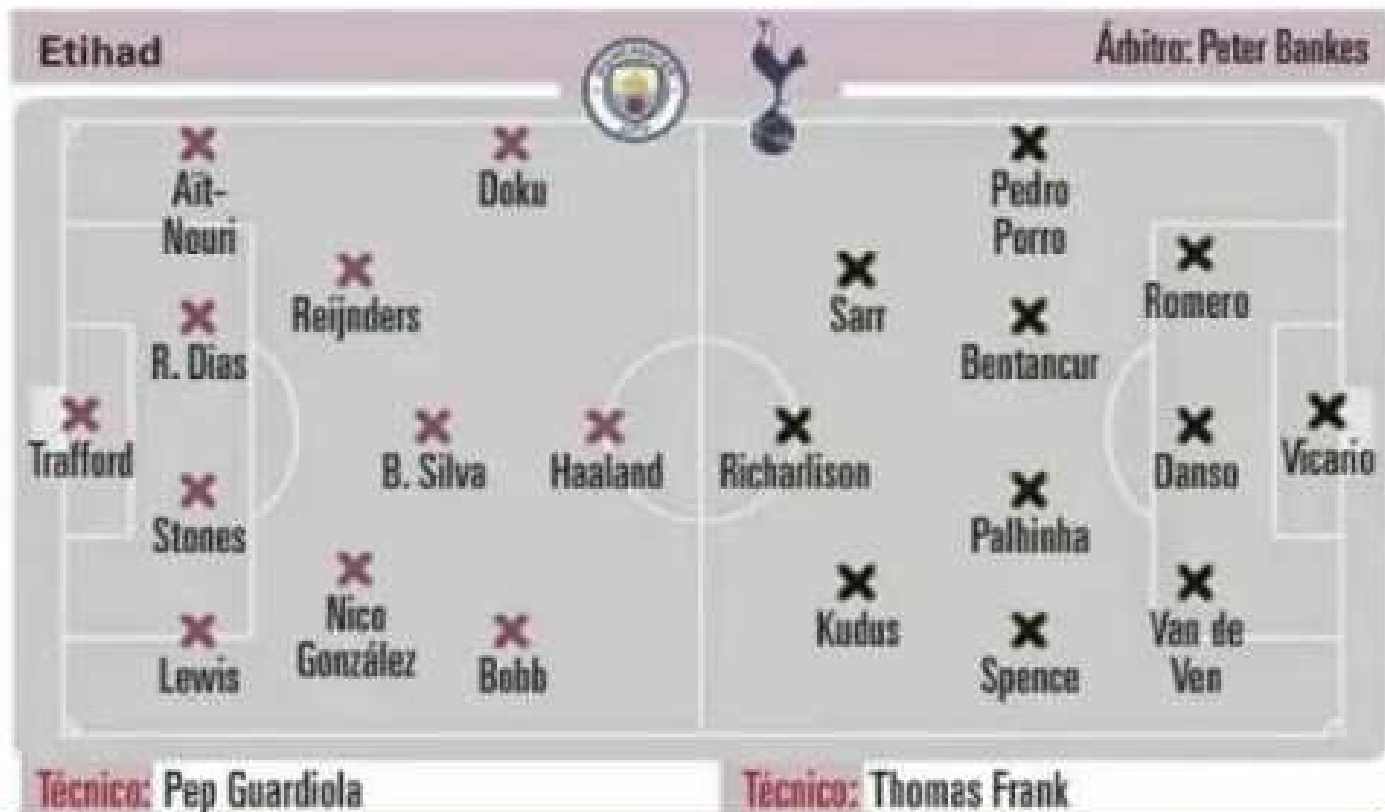 Etihad
Árbitro: Peter Bankes
Aït-
Nouri
Doku
Pedro
Porro
Reijnders
Sarr
Romero
R. Dias
Bentancur
Trafford
B. Silva
Haaland
Richarlison
Danso
Vicario
Stones
Palhinha
Nico
González
Kudus
Van de
Ven
Lewis
Bobb
Spence
Técnico: Pep Guardiola
Técnico: Thomas Frank